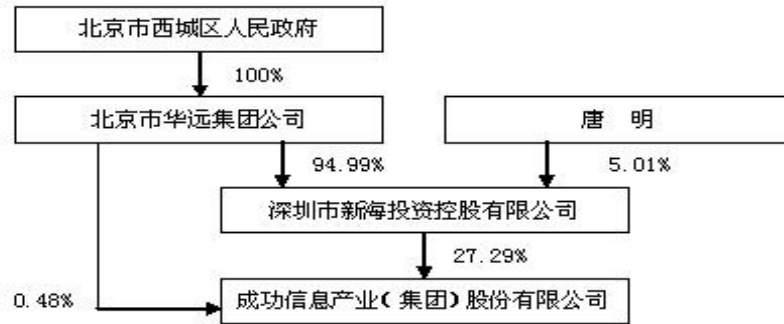 北京市西城区人民政府
100%
北京市华远集团公司
唐 明
94.99%
5.01%
深圳市新海投资控股有限公司
27.29%
0.48%
成功信息产业(集团)股份有限公司